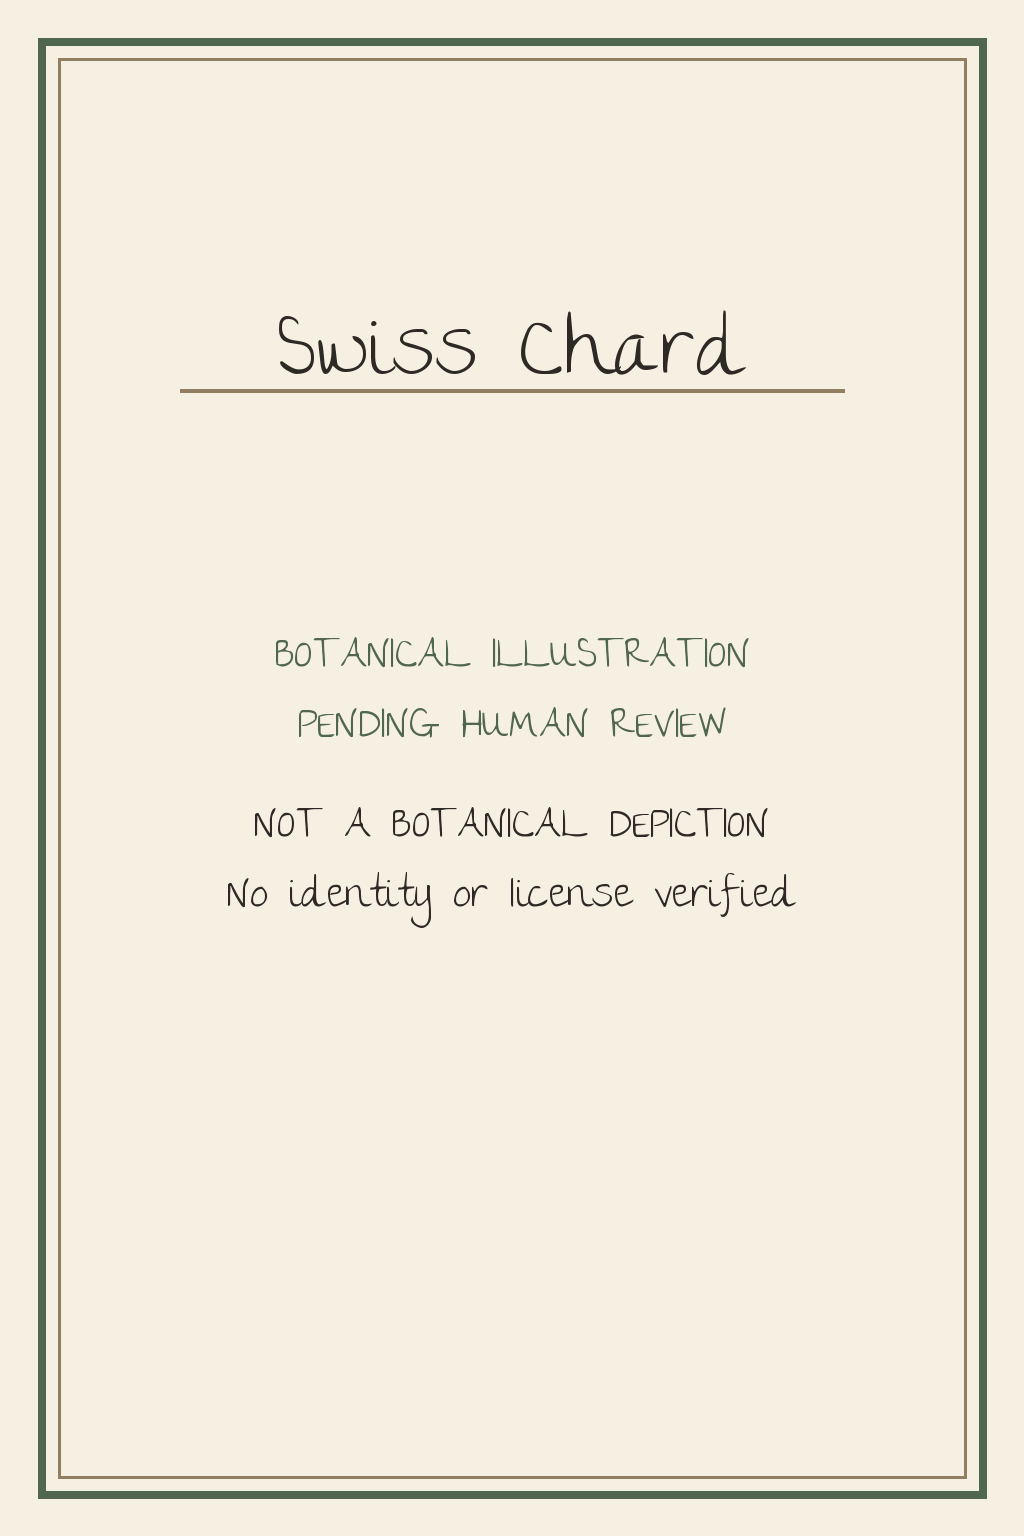 Swiss Chard
BOTANICAL ILLUSTRATION
PENDING HUMAN REVIEW
NOT A BOTANICAL DEPICTION
No identity or license verified